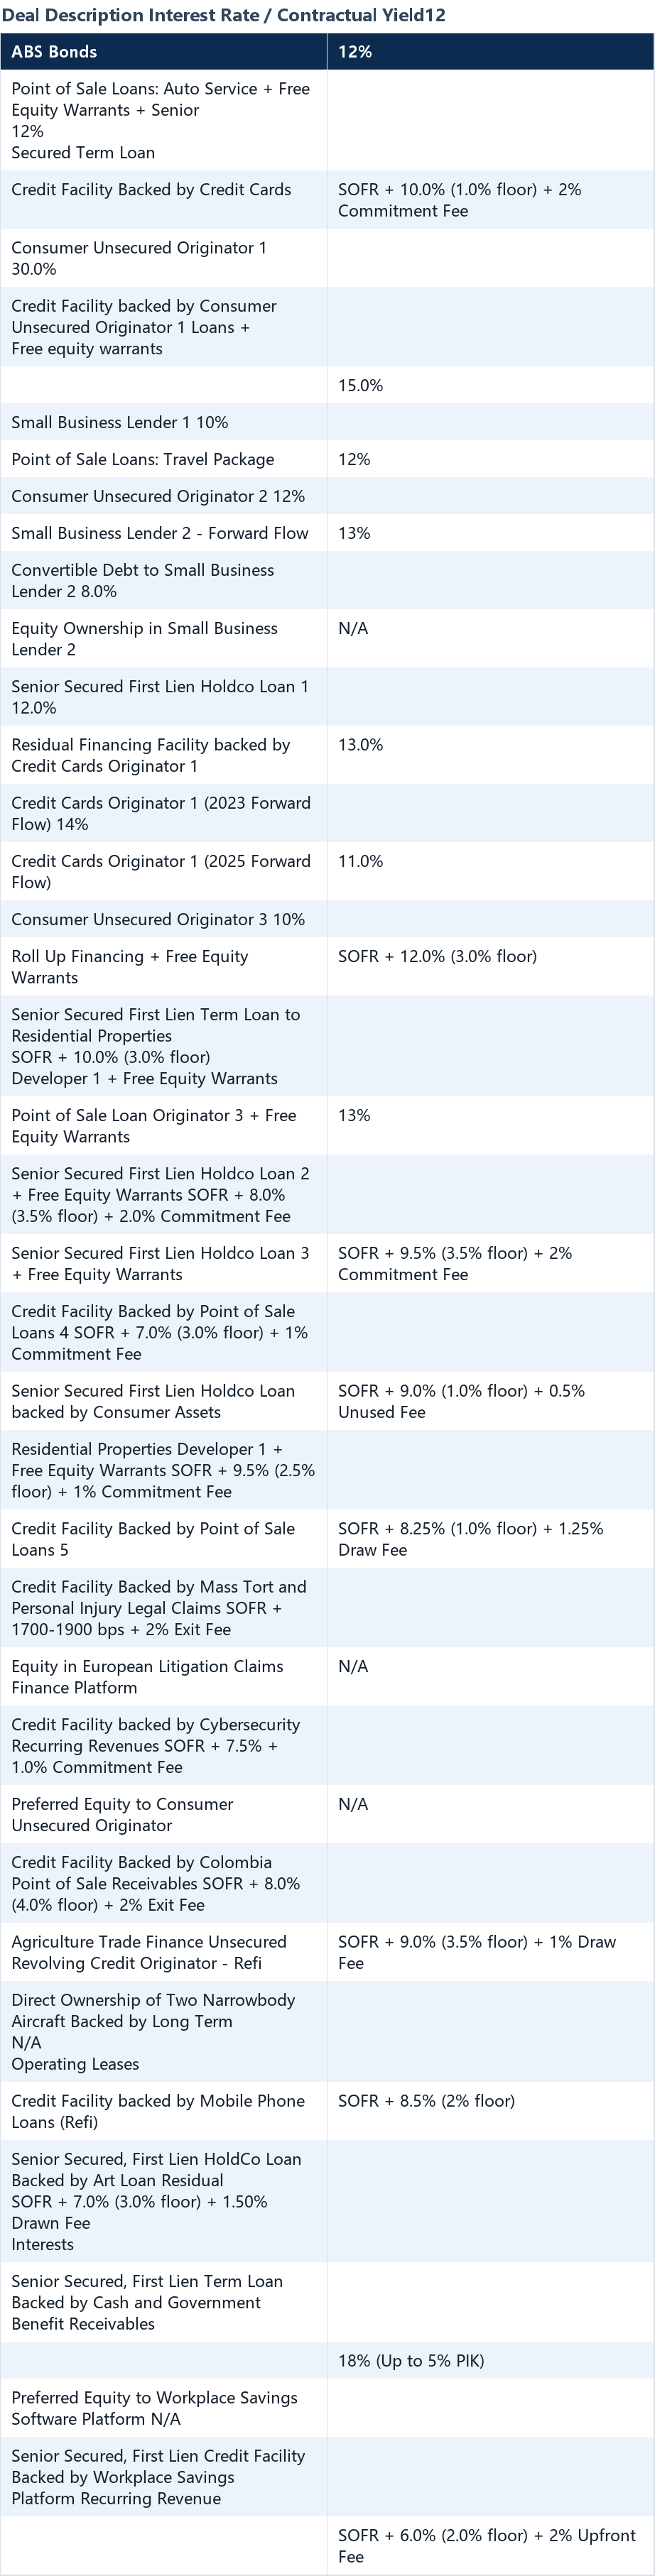 Deal Description Interest Rate / Contractual Yield12
ABS Bonds 12%
Point of Sale Loans: Auto Service + Free
Equity Warrants + Senior
12%
Secured Term Loan
Credit Facility Backed by Credit Cards SOFR + 10.0% (1.0% floor) + 2%
Commitment Fee
Consumer Unsecured Originator 1
30.0%
Credit Facility backed by Consumer
Unsecured Originator 1 Loans +
Free equity warrants
15.0%
Small Business Lender 1 10%
Point of Sale Loans: Travel Package 12%
Consumer Unsecured Originator 2 12%
Small Business Lender 2 - Forward Flow 13%
Convertible Debt to Small Business
Lender 2 8.0%
Equity Ownership in Small Business N/A
Lender 2
Senior Secured First Lien Holdco Loan 1
12.0%
Residual Financing Facility backed by 13.0%
Credit Cards Originator 1
Credit Cards Originator 1 (2023 Forward
Flow) 14%
Credit Cards Originator 1 (2025 Forward 11.0%
Flow)
Consumer Unsecured Originator 3 10%
Roll Up Financing + Free Equity SOFR + 12.0% (3.0% floor)
Warrants
Senior Secured First Lien Term Loan to
Residential Properties
SOFR + 10.0% (3.0% floor)
Developer 1 + Free Equity Warrants
Point of Sale Loan Originator 3 + Free 13%
Equity Warrants
Senior Secured First Lien Holdco Loan 2
+ Free Equity Warrants SOFR + 8.0%
(3.5% floor) + 2.0% Commitment Fee
Senior Secured First Lien Holdco Loan 3 SOFR + 9.5% (3.5% floor) + 2%
+ Free Equity Warrants Commitment Fee
Credit Facility Backed by Point of Sale
Loans 4 SOFR + 7.0% (3.0% floor) + 1%
Commitment Fee
Senior Secured First Lien Holdco Loan SOFR + 9.0% (1.0% floor) + 0.5%
backed by Consumer Assets Unused Fee
Residential Properties Developer 1 +
Free Equity Warrants SOFR + 9.5% (2.5%
floor) + 1% Commitment Fee
Credit Facility Backed by Point of Sale SOFR + 8.25% (1.0% floor) + 1.25%
Loans 5 Draw Fee
Credit Facility Backed by Mass Tort and
Personal Injury Legal Claims SOFR +
1700-1900 bps + 2% Exit Fee
Equity in European Litigation Claims N/A
Finance Platform
Credit Facility backed by Cybersecurity
Recurring Revenues SOFR + 7.5% +
1.0% Commitment Fee
Preferred Equity to Consumer N/A
Unsecured Originator
Credit Facility Backed by Colombia
Point of Sale Receivables SOFR + 8.0%
(4.0% floor) + 2% Exit Fee
Agriculture Trade Finance Unsecured SOFR + 9.0% (3.5% floor) + 1% Draw
Revolving Credit Originator - Refi Fee
Direct Ownership of Two Narrowbody
Aircraft Backed by Long Term
N/A
Operating Leases
Credit Facility backed by Mobile Phone SOFR + 8.5% (2% floor)
Loans (Refi)
Senior Secured, First Lien HoldCo Loan
Backed by Art Loan Residual
SOFR + 7.0% (3.0% floor) + 1.50%
Drawn Fee
Interests
Senior Secured, First Lien Term Loan
Backed by Cash and Government
Benefit Receivables
18% (Up to 5% PIK)
Preferred Equity to Workplace Savings
Software Platform N/A
Senior Secured, First Lien Credit Facility
Backed by Workplace Savings
Platform Recurring Revenue
SOFR + 6.0% (2.0% floor) + 2% Upfront
Fee